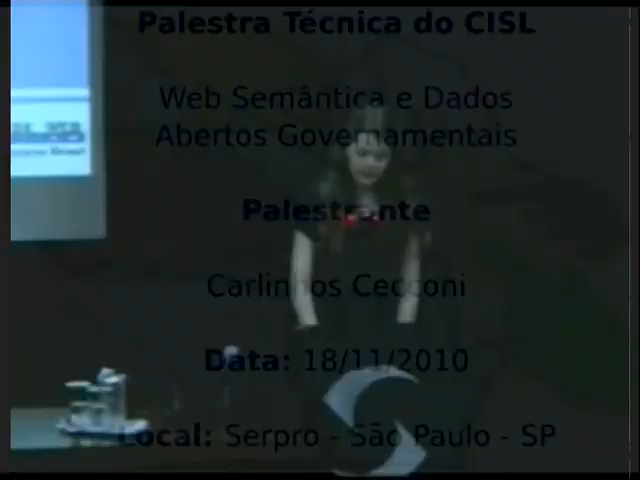 Palestra Técnica do CISL
Web Semântica e Dados
Abertos Governamentais
Palestrante
Carlinhos Cecconi
Data: 18/11/2010
Local: Serpro - São Paulo - SP